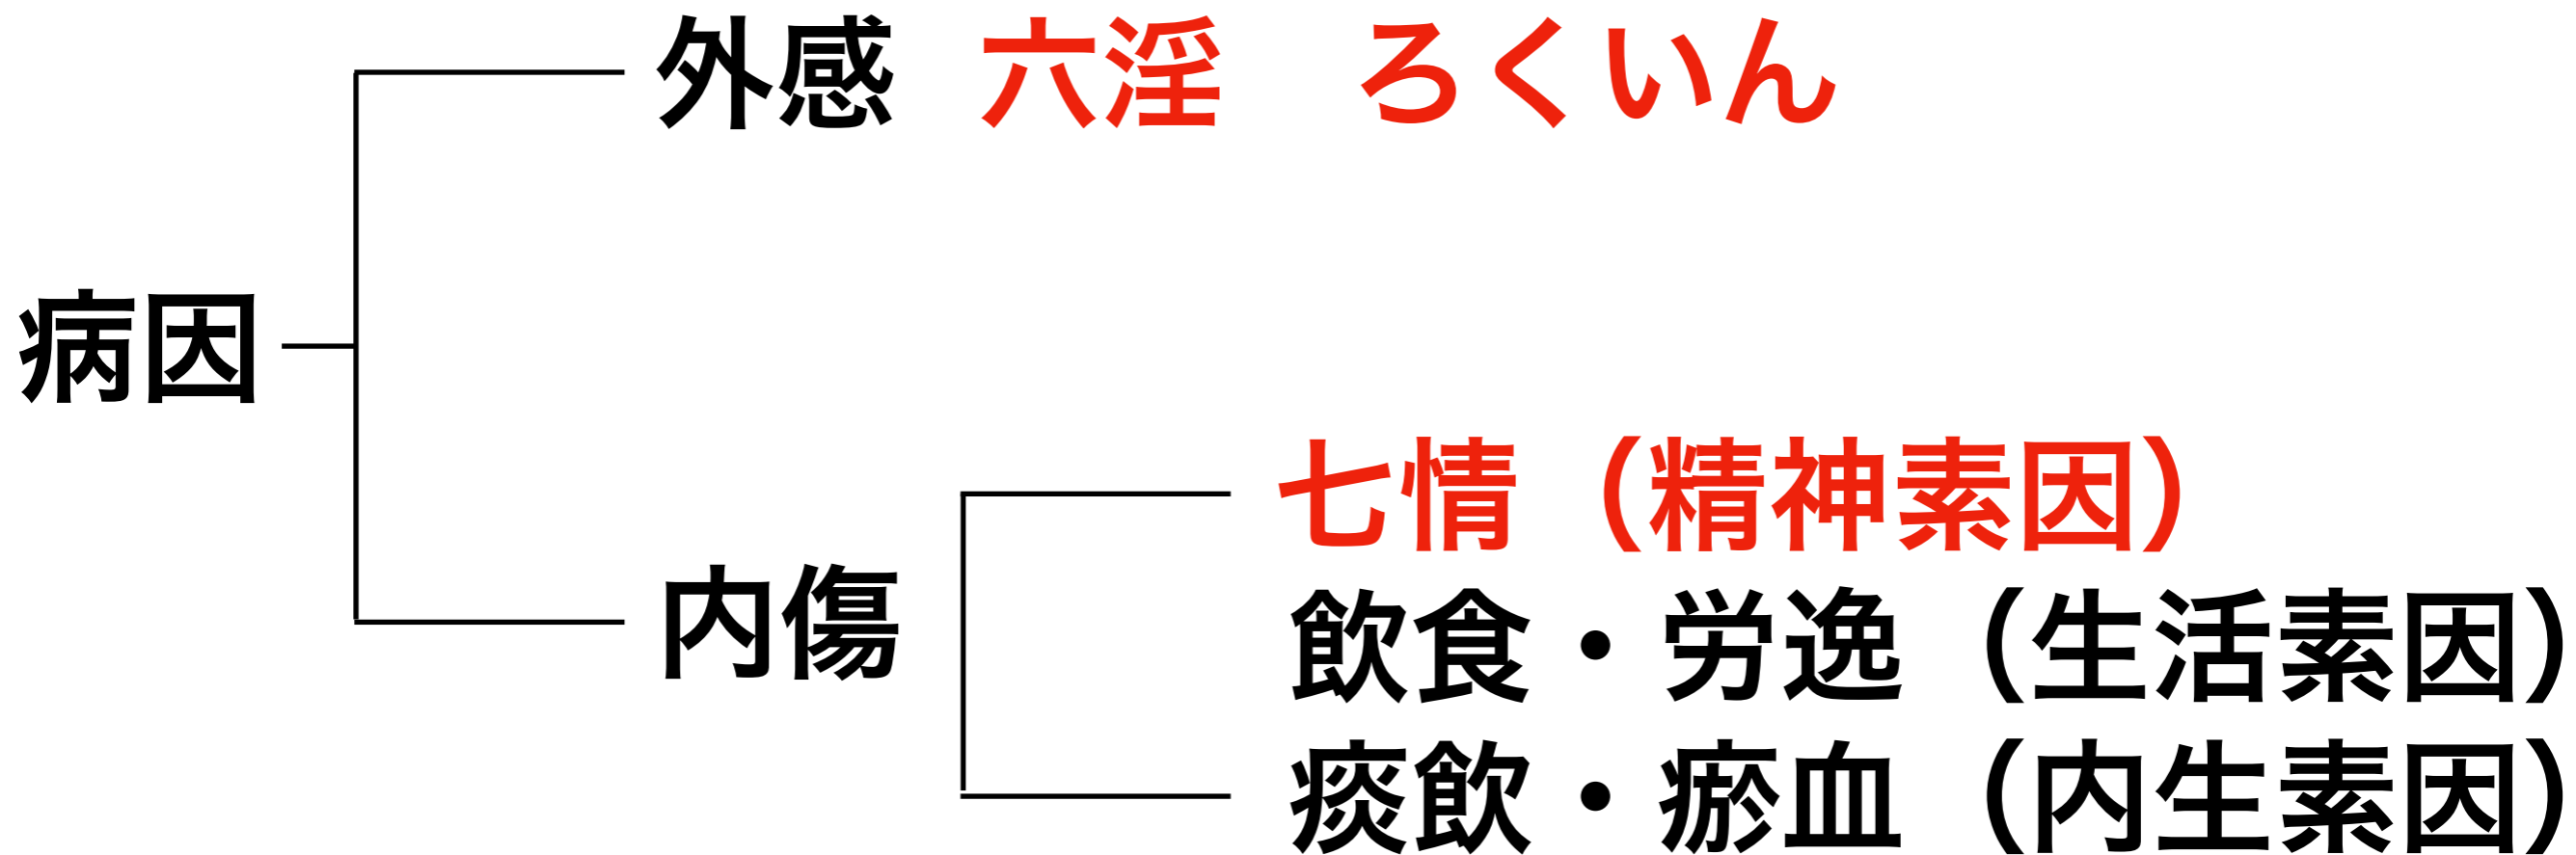 外感 六淫 ろくいん
病因
七情（精神素因）
内傷
飲食・労逸（生活素因）
痰飲・瘀血（内生素因）